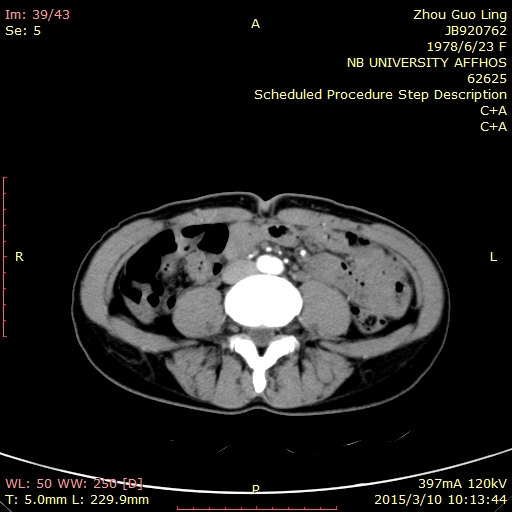 Im: 39/43
Se: 5
A
Zhou Guo Ling
JB920762
1978/6/23 F
NB UNIVERSITY AFFHOS
62625
Scheduled Procedure Step Description
C+A
C+A
R
L
WL: 50 WW: 250 [D]
T: 5.0mm L: 229.9mm
P
397mA 120kV
2015/3/10 10:13:44